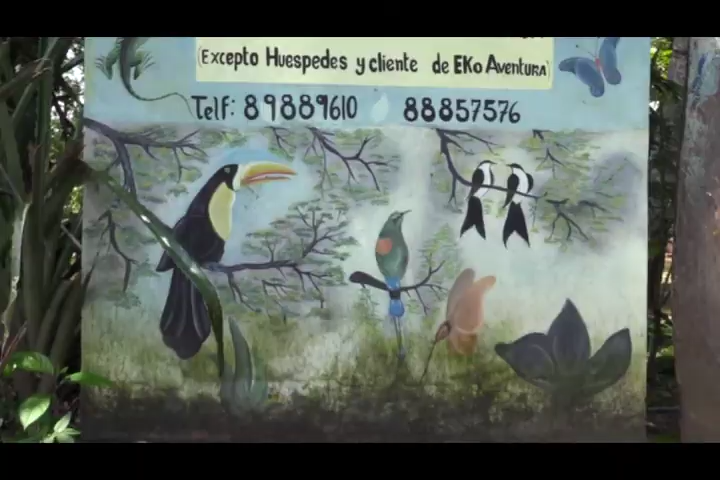 (Excepto Huespedes y cliente de EKo Aventura)
Telf: 89889610 88857576